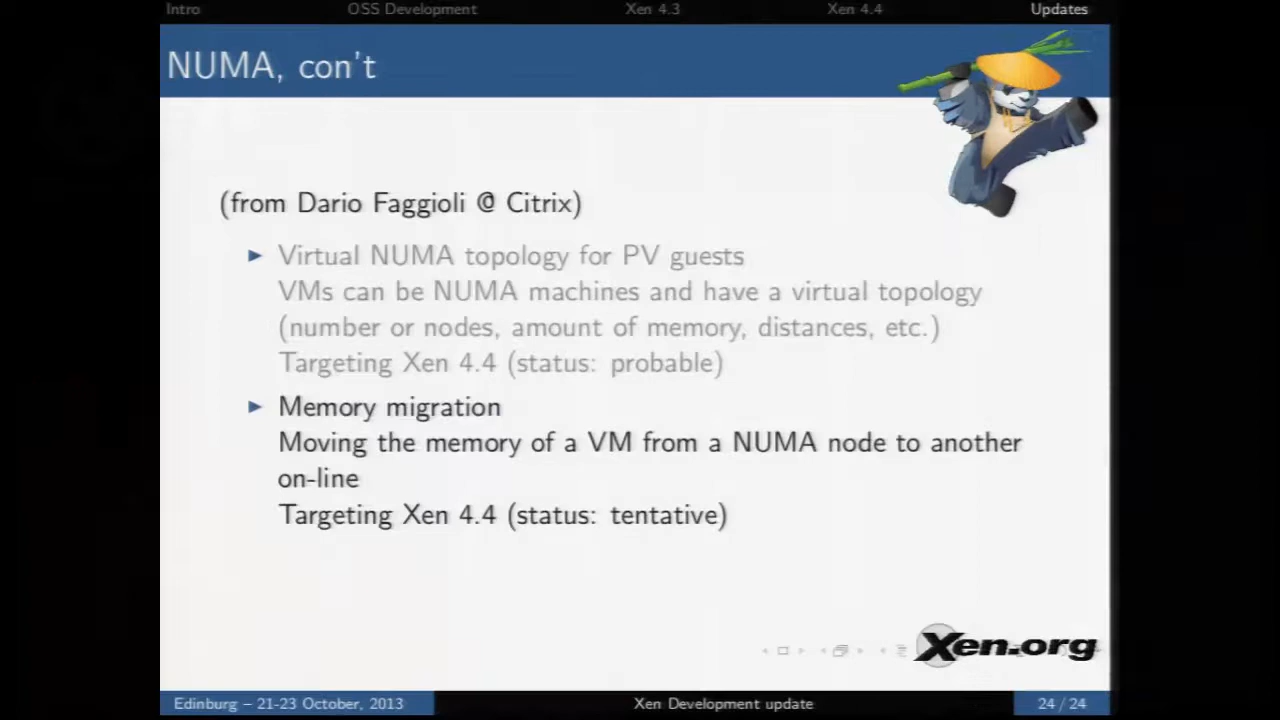 Intro OSS Development Xen 4.3 Xen 4.4 Updates
NUMA, con't
(from Dario Faggioli @ Citrix)
Virtual NUMA topology for PV guests
VMs can be NUMA machines and have a virtual topology
(number or nodes, amount of memory, distances, etc.)
Targeting Xen 4.4 (status: probable)
Memory migration
Moving the memory of a VM from a NUMA node to another
on-line
Targeting Xen 4.4 (status: tentative)
Xen.org
Edinburg – 21-23 October, 2013 Xen Development update 24 / 24